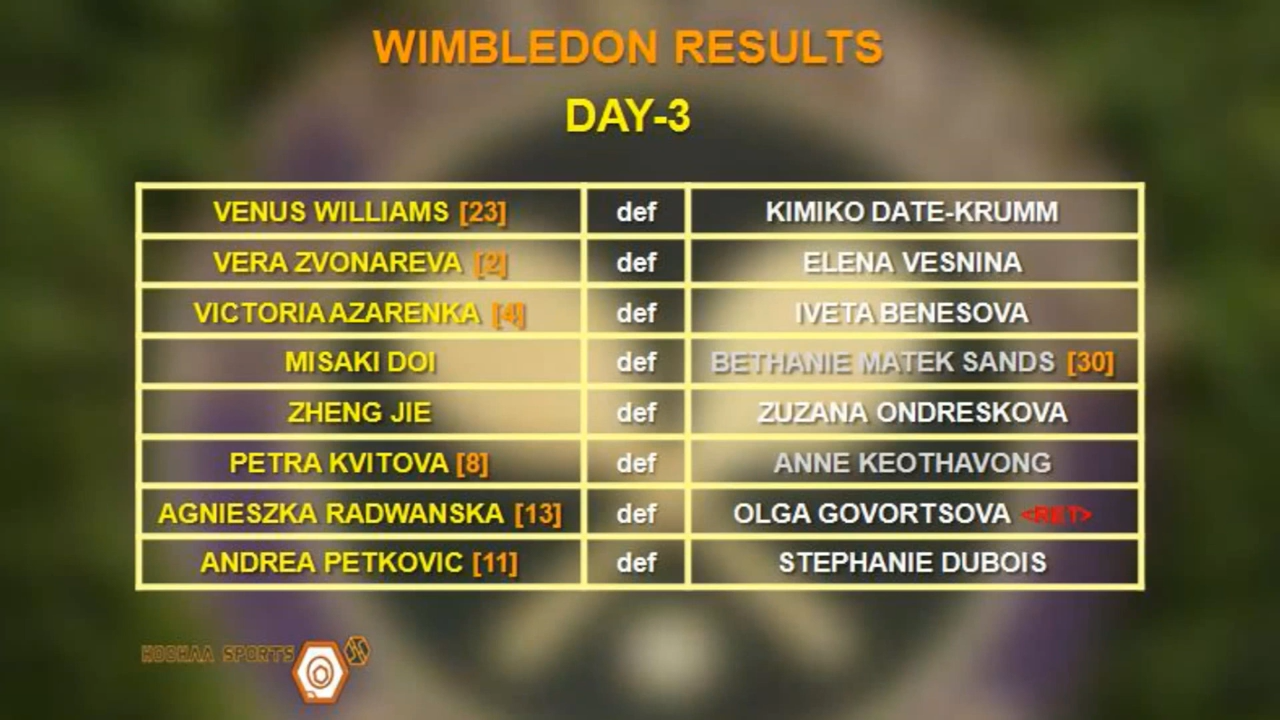 WIMBLEDON RESULTS
DAY-3
VENUS WILLIAMS [23] def KIMIKO DATE-KRUMM
VERA ZVONAREVA [2] def ELENA VESNINA
VICTORIA AZARENKA [4] def IVETA BENESOVA
MISAKI DOI def BETHANIE MATEK SANDS [30]
ZHENG JIE def ZUZANA ONDRESKOVA
PETRA KVITOVA [8] def ANNE KEOTHAVONG
AGNIESZKA RADWANSKA [13] def OLGA GOVORTSOVA <RET>
ANDREA PETKOVIC [11] def STEPHANIE DUBOIS
HOOKAA SPORTS